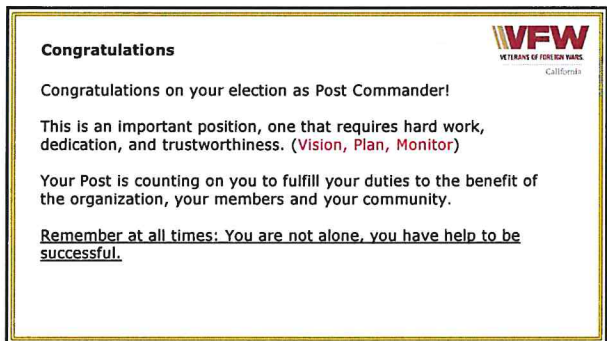 Congratulations
VFW
VETERANS OF FOREIGN WARS.
California
Congratulations on your election as Post Commander!
This is an important position, one that requires hard work,
dedication, and trustworthiness. (Vision, Plan, Monitor)
Your Post is counting on you to fulfill your duties to the benefit of
the organization, your members and your community.
Remember at all times: You are not alone, you have help to be
successful.